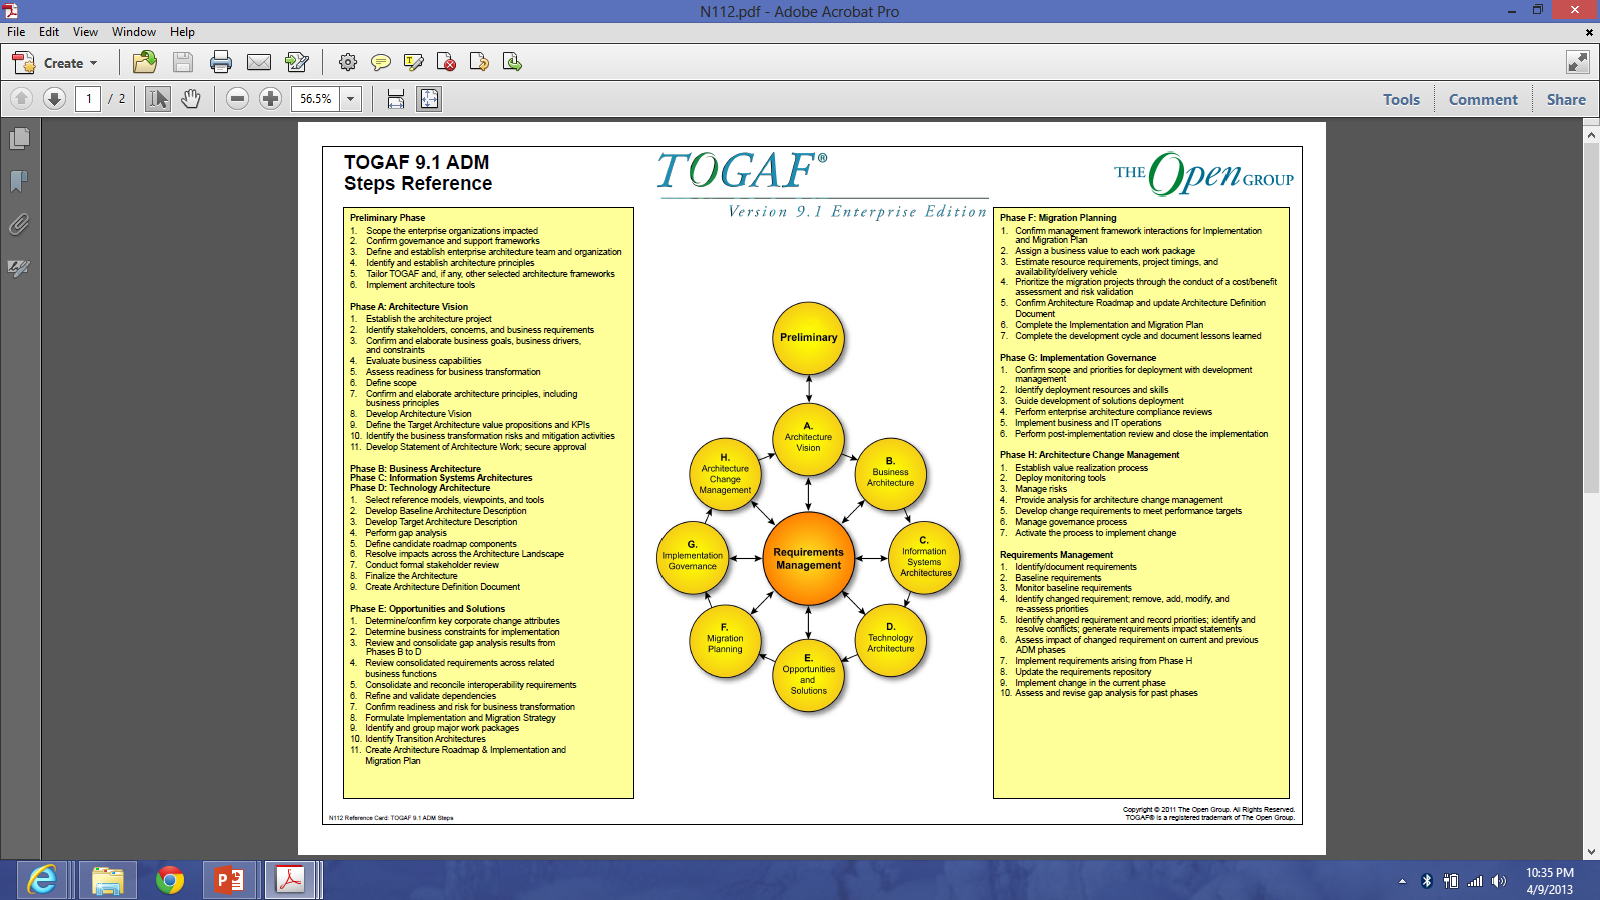 N112.pdf - Adobe Acrobat Pro
File Edit View Window Help
Create
1 / 2 56.5% Tools Comment Share
TOGAF 9.1 ADM
Steps Reference
TOGAF®
Version 9.1 Enterprise Edition
THE Open GROUP
Preliminary Phase
1. Scope the enterprise organizations impacted
2. Confirm governance and support frameworks
3. Define and establish enterprise architecture team and organization
4. Identify and establish architecture principles
5. Tailor TOGAF and, if any, other selected architecture frameworks
6. Implement architecture tools
Phase A: Architecture Vision
1. Establish the architecture project
2. Identify stakeholders, concerns, and business requirements
3. Confirm and elaborate business goals, business drivers,
and constraints
4. Evaluate business capabilities
5. Assess readiness for business transformation
6. Define scope
7. Confirm and elaborate architecture principles, including
business principles
8. Develop Architecture Vision
9. Define the Target Architecture value propositions and KPIs
10. Identify the business transformation risks and mitigation activities
11. Develop Statement of Architecture Work; secure approval
Phase B: Business Architecture
Phase C: Information Systems Architectures
Phase D: Technology Architecture
1. Select reference models, viewpoints, and tools
2. Develop Baseline Architecture Description
3. Develop Target Architecture Description
4. Perform gap analysis
5. Define candidate roadmap components
6. Resolve impacts across the Architecture Landscape
7. Conduct formal stakeholder review
8. Finalize the Architecture
9. Create Architecture Definition Document
Phase E: Opportunities and Solutions
1. Determine/confirm key corporate change attributes
2. Determine business constraints for implementation
3. Review and consolidate gap analysis results from
Phases B to D
4. Review consolidated requirements across related
business functions
5. Consolidate and reconcile interoperability requirements
6. Refine and validate dependencies
7. Confirm readiness and risk for business transformation
8. Formulate Implementation and Migration Strategy
9. Identify and group major work packages
10. Identify Transition Architectures
11. Create Architecture Roadmap & Implementation and
Migration Plan
Preliminary
A.
Architecture
Vision
B.
Business
Architecture
C.
Information
Systems
Architectures
D.
Technology
Architecture
E.
Opportunities
and
Solutions
F.
Migration
Planning
G.
Implementation
Governance
H.
Architecture
Change
Management
Requirements
Management
Phase F: Migration Planning
1. Confirm management framework interactions for Implementation
and Migration Plan
2. Assign a business value to each work package
3. Estimate resource requirements, project timings, and
availability/delivery vehicle
4. Prioritize the migration projects through the conduct of a cost/benefit
assessment and risk validation
5. Confirm Architecture Roadmap and update Architecture Definition
Document
6. Complete the Implementation and Migration Plan
7. Complete the development cycle and document lessons learned
Phase G: Implementation Governance
1. Confirm scope and priorities for deployment with development
management
2. Identify deployment resources and skills
3. Guide development of solutions deployment
4. Perform enterprise architecture compliance reviews
5. Implement business and IT operations
6. Perform post-implementation review and close the implementation
Phase H: Architecture Change Management
1. Establish value realization process
2. Deploy monitoring tools
3. Manage risks
4. Provide analysis for architecture change management
5. Develop change requirements to meet performance targets
6. Manage governance process
7. Activate the process to implement change
Requirements Management
1. Identify/document requirements
2. Baseline requirements
3. Monitor baseline requirements
4. Identify changed requirement; remove, add, modify, and
re-assess priorities
5. Identify changed requirement and record priorities; identify and
resolve conflicts; generate requirements impact statements
6. Assess impact of changed requirement on current and previous
ADM phases
7. Implement requirements arising from Phase H
8. Update the requirements repository
9. Implement change in the current phase
10. Assess and revise gap analysis for past phases
N112 Reference Card: TOGAF 9.1 ADM Steps
Copyright © 2011 The Open Group. All Rights Reserved.
TOGAF® is a registered trademark of The Open Group.
10:35 PM
4/9/2013